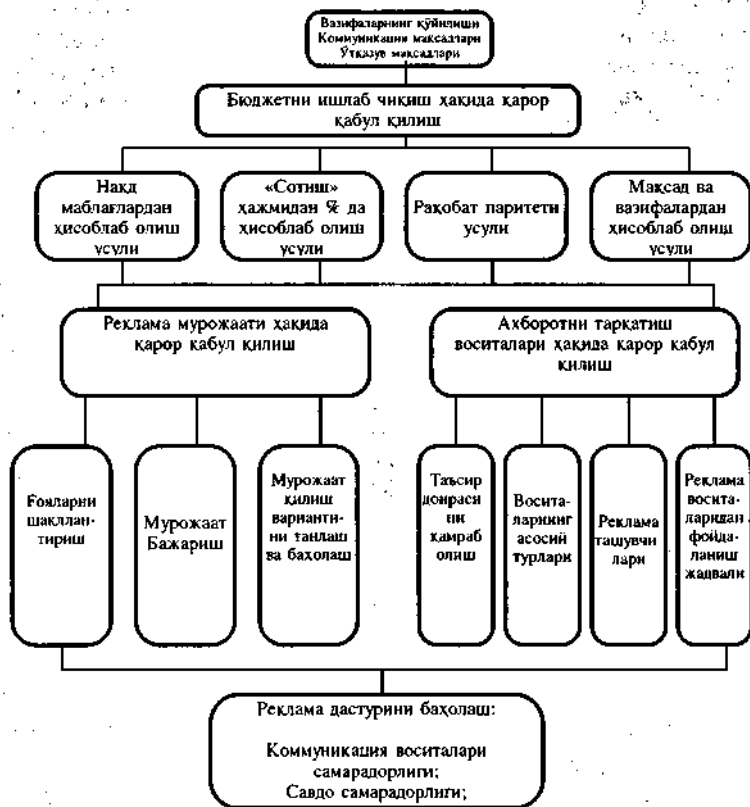 Вазифаларнинг қўйилиши
Коммуникация мақсадлари
Ўтказув мақсадлари
Бюджетни ишлаб чиқиш ҳақида қарор
қабул қилиш
Нақд
маблағлардан
ҳисоблаб олиш
усули
«Сотиш»
ҳажмидан % да
ҳисоблаб олиш
усули
Рақобат паритети
усули
Мақсад ва
вазифалардан
ҳисоблаб олиш
усули
Реклама мурожаати ҳақида
қарор қабул қилиш
Ахборотни тарқатиш
воситалари ҳақида қарор қабул
қилиш
Ғояларни
шакллан-
тириш
Мурожаат
Бажариш
Мурожаат
қилиш
варианти-
ни танлаш
ва баҳолаш
Таъсир
доираси
ни
қамраб
олиш
Восита-
ларнинг
асосий
турлари
Реклама
ташувчи
лари
Реклама
восита-
ларидан
фойда-
ланиш
жадвали
Реклама дастурини баҳолаш:
Коммуникация воситалари
самарадорлиги;
Савдо самарадорлиги;